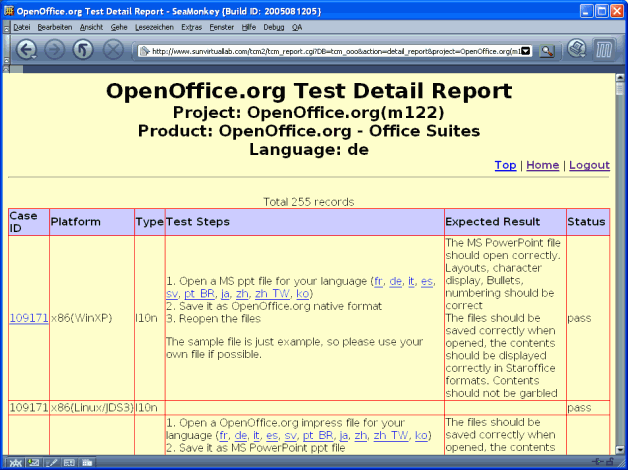 OpenOffice.org Test Detail Report - SeaMonkey {Build ID: 2005081205}
Datei Bearbeiten Ansicht Gehe Lesezeichen Extras Fenster Hilfe Debug QA
http://www.sunvirtuallab.com/tcm2/tcm_report.cgi?DB=tcm_ooo&action=detail_report&project=OpenOffice.org(m1
OpenOffice.org Test Detail Report
Project: OpenOffice.org(m122)
Product: OpenOffice.org - Office Suites
Language: de
Top | Home | Logout
Total 255 records
Case ID Platform Type Test Steps Expected Result Status
109171 x86(WinXP) l10n
1. Open a MS ppt file for your language (fr, de, it, es,
sv, pt_BR, ja, zh, zh_TW, ko)
2. Save it as OpenOffice.org native format
3. Reopen the files
The sample file is just example, so please use your
own file if possible.
The MS PowerPoint file
should open correctly.
Layouts, character
display, Bullets,
numbering should be
correct
The files should be
saved correctly when
opened, the contents
should be displayed
correctly in Staroffice
formats. Contents
should not be garbled
pass
109171 x86(Linux/JDS3) l10n pass
1. Open a OpenOffice.org impress file for your
language (fr, de, it, es, sv, pt_BR, ja, zh, zh_TW, ko)
2. Save it as MS PowerPoint ppt file
The files should be
saved correctly when
opened, the contents